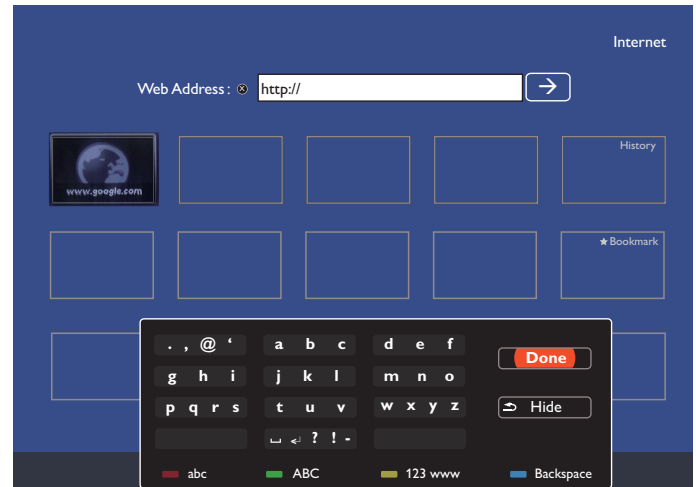 Internet
Web Address : ⊗ http:// →
www.google.com
History
★ Bookmark
. , @ ‘ a b c d e f
Done
g h i j k l m n o
p q r s t u v w x y z
Hide
␣ ↵ ? ! -
abc ABC 123 www Backspace